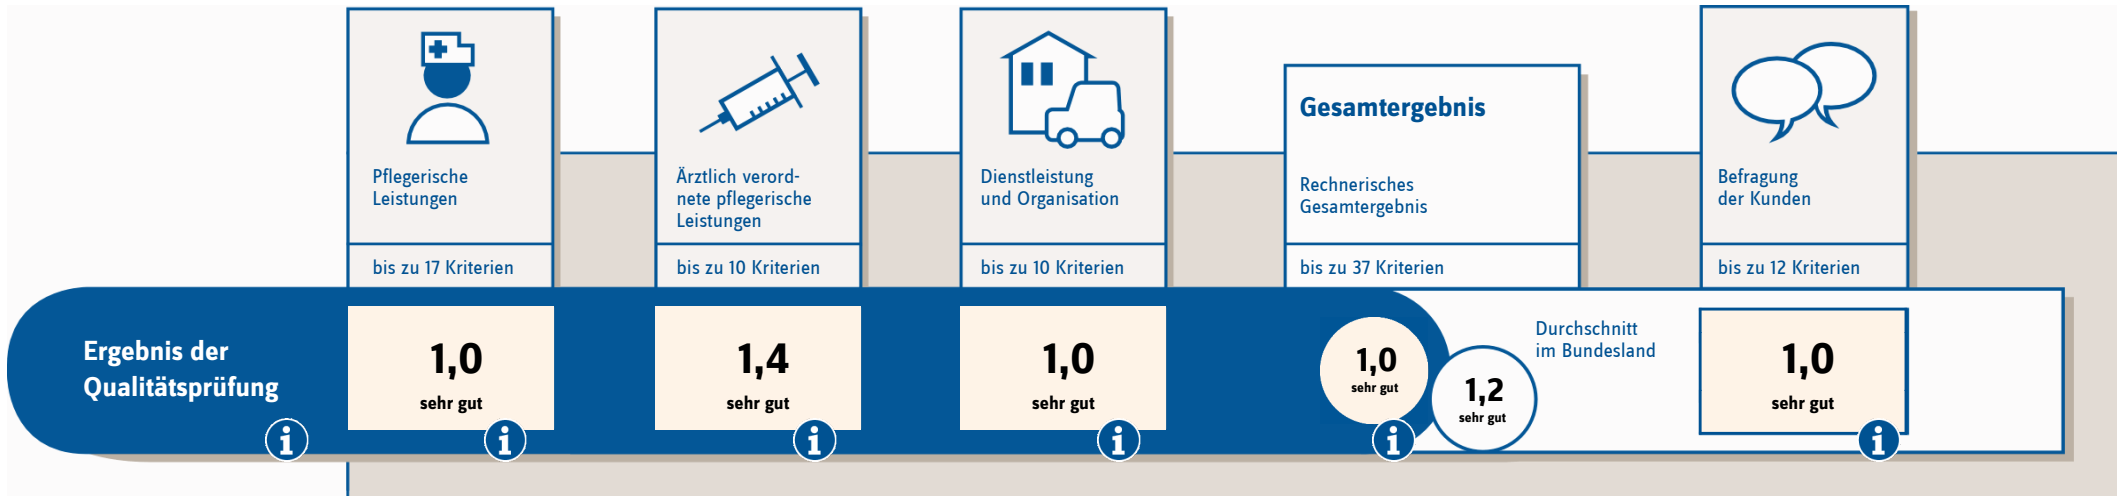 Pflegerische
Leistungen
bis zu 17 Kriterien
Ärztlich verord-
nete pflegerische
Leistungen
bis zu 10 Kriterien
Dienstleistung
und Organisation
bis zu 10 Kriterien
Gesamtergebnis
Rechnerisches
Gesamtergebnis
bis zu 37 Kriterien
Befragung
der Kunden
bis zu 12 Kriterien
Ergebnis der
Qualitätsprüfung
i
1,0
sehr gut
i
1,4
sehr gut
i
1,0
sehr gut
i
1,0
sehr gut
i
1,2
sehr gut
Durchschnitt
im Bundesland
1,0
sehr gut
i